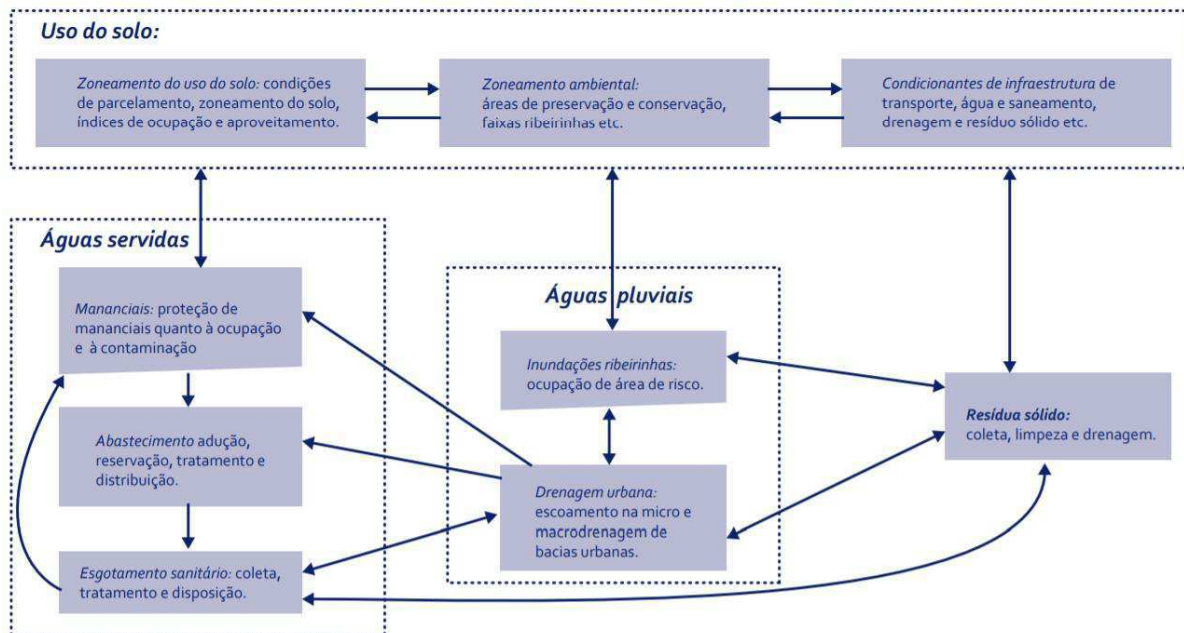 Uso do solo:
Zoneamento do uso do solo: condições
de parcelamento, zoneamento do solo,
índices de ocupação e aproveitamento.
Zoneamento ambiental:
áreas de preservação e conservação,
faixas ribeirinhas etc.
Condicionantes de infraestrutura de
transporte, água e saneamento,
drenagem e resíduo sólido etc.
Águas servidas
Mananciais: proteção de
mananciais quanto à ocupação
e à contaminação
Abastecimento adução,
reservação, tratamento e
distribuição.
Esgotamento sanitário: coleta,
tratamento e disposição.
Águas pluviais
Inundações ribeirinhas:
ocupação de área de risco.
Drenagem urbana:
escoamento na micro e
macrodrenagem de
bacias urbanas.
Resídua sólido:
coleta, limpeza e drenagem.